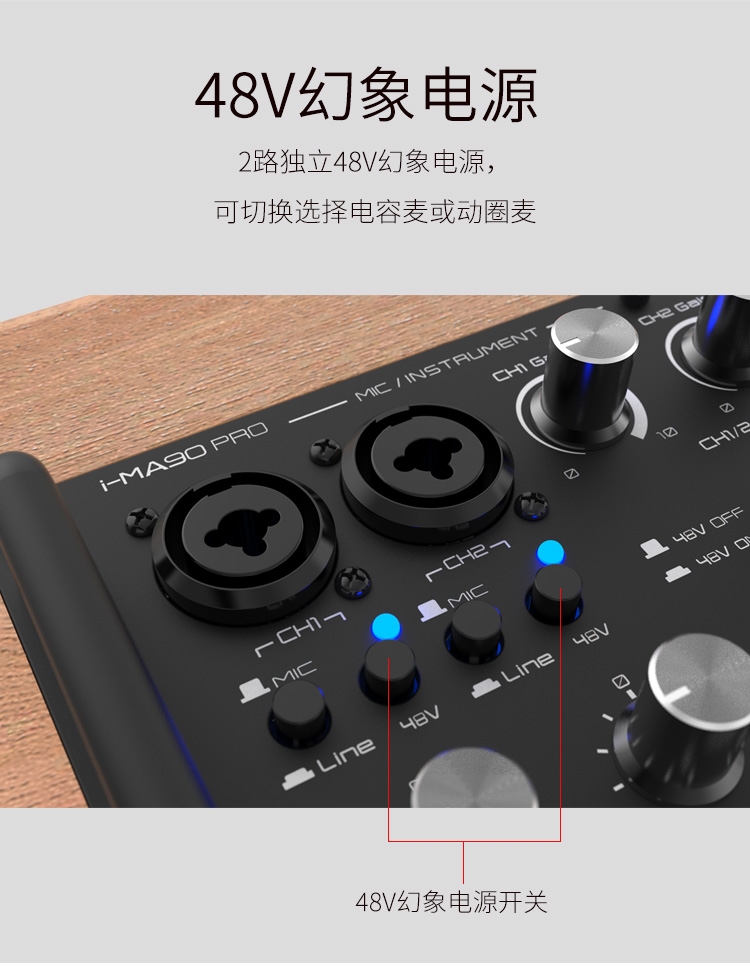 48V幻象电源
2路独立48V幻象电源，
可切换选择电容麦或动圈麦
i-MA90 PRO
MIC / INSTRUMENT
CH2 Gai
CH1 G
10
0
0
CH1/2
48V OFF
48V ON
CH2
MIC
CH1
48V
MIC
Line
0
48V
Line
48V幻象电源开关